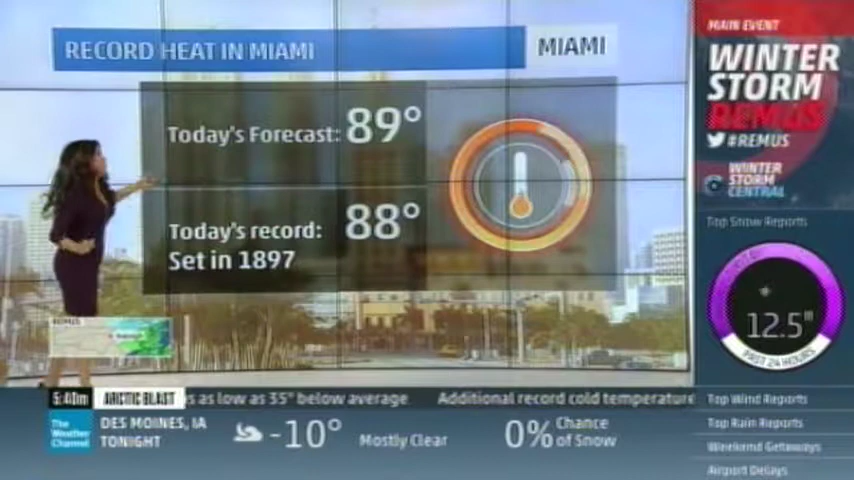 RECORD HEAT IN MIAMI
MIAMI
Today's Forecast: 89°
Today's record: 88°
Set in 1897
MAIN EVENT
WINTER
STORM
REMUS
#REMUS
WINTER
STORM
CENTRAL
Top Snow Reports
12.5"
PAST 24 HOURS
Top Wind Reports
Top Rain Reports
Weekend Getaways
Airport Delays
REMUS
ARCTIC BLAST
as low as 35° below average
Additional record cold temperature
The
Weather
Channel
DES MOINES, IA
TONIGHT
-10°
Mostly Clear
0%
Chance
of Snow